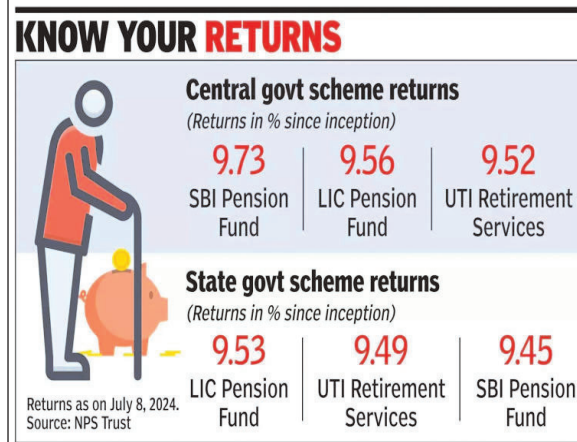 KNOW YOUR RETURNS
Central govt scheme returns
(Returns in % since inception)
9.73
SBI Pension
Fund
9.56
LIC Pension
Fund
9.52
UTI Retirement
Services
State govt scheme returns
(Returns in % since inception)
9.53
LIC Pension
Fund
9.49
UTI Retirement
Services
9.45
SBI Pension
Fund
Returns as on July 8, 2024.
Source: NPS Trust